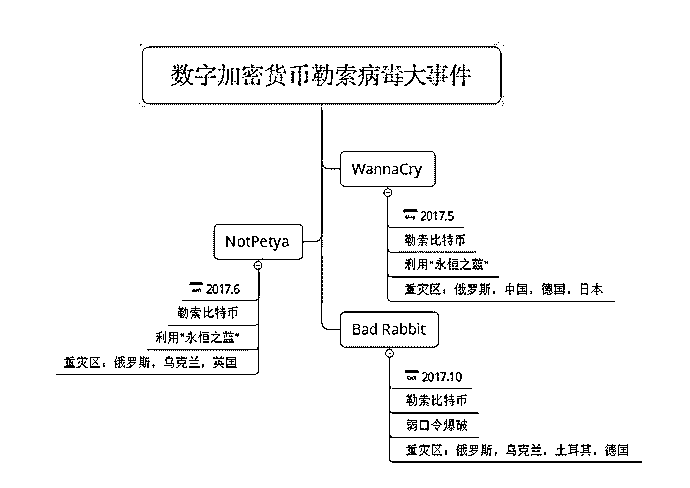 数字加密货币勒索病毒大事件
WannaCry
2017.5
勒索比特币
利用"永恒之蓝"
重灾区：俄罗斯，中国，德国，日本
NotPetya
2017.6
勒索比特币
利用"永恒之蓝"
重灾区：俄罗斯，乌克兰，英国
Bad Rabbit
2017.10
勒索比特币
弱口令爆破
重灾区：俄罗斯，乌克兰，土耳其，德国